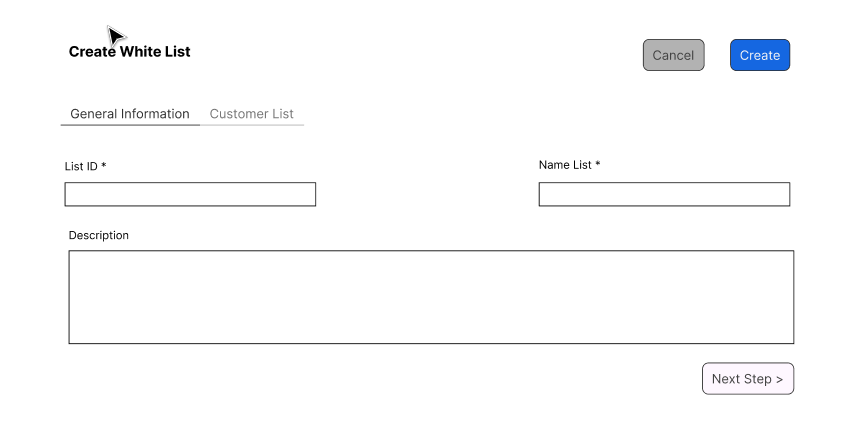 Create White List
Cancel
Create
General Information
Customer List
List ID *
Name List *
Description
Next Step >